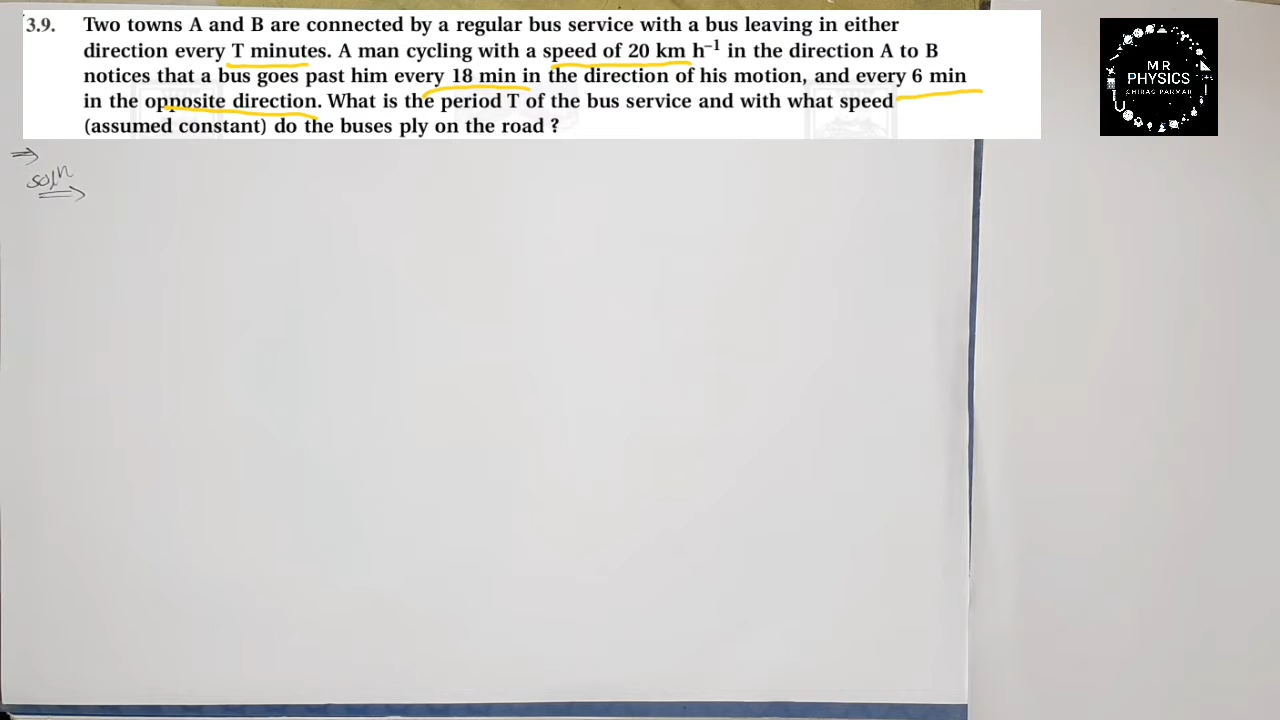 3.9. Two towns A and B are connected by a regular bus service with a bus leaving in either
direction every T minutes. A man cycling with a speed of 20 km h⁻¹ in the direction A to B
notices that a bus goes past him every 18 min in the direction of his motion, and every 6 min
in the opposite direction. What is the period T of the bus service and with what speed
(assumed constant) do the buses ply on the road ?
MR
PHYSICS
CHIRAG PARMAR
⇒
solⁿ